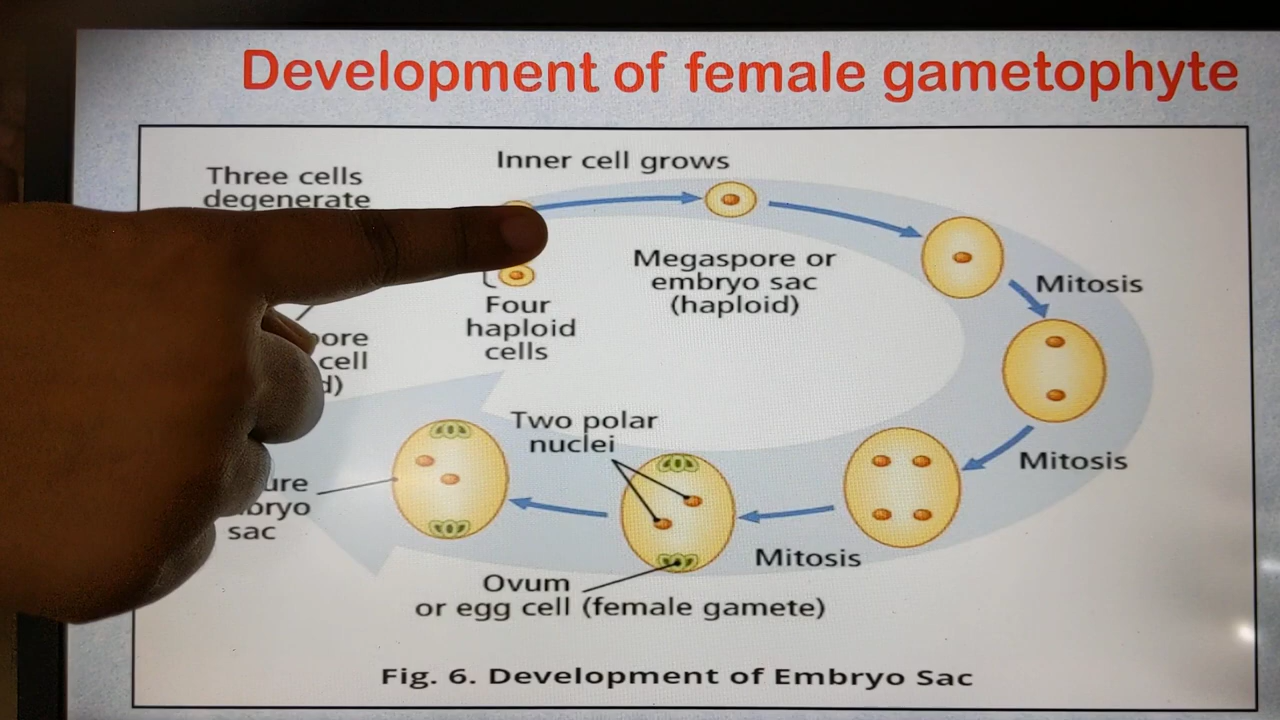 Development of female gametophyte
Inner cell grows
Three cells
degenerate
Megaspore or
embryo sac
(haploid)
Mitosis
Four
haploid
cells
Two polar
nuclei
Mitosis
sac
Mitosis
Ovum
or egg cell (female gamete)
Fig. 6. Development of Embryo Sac